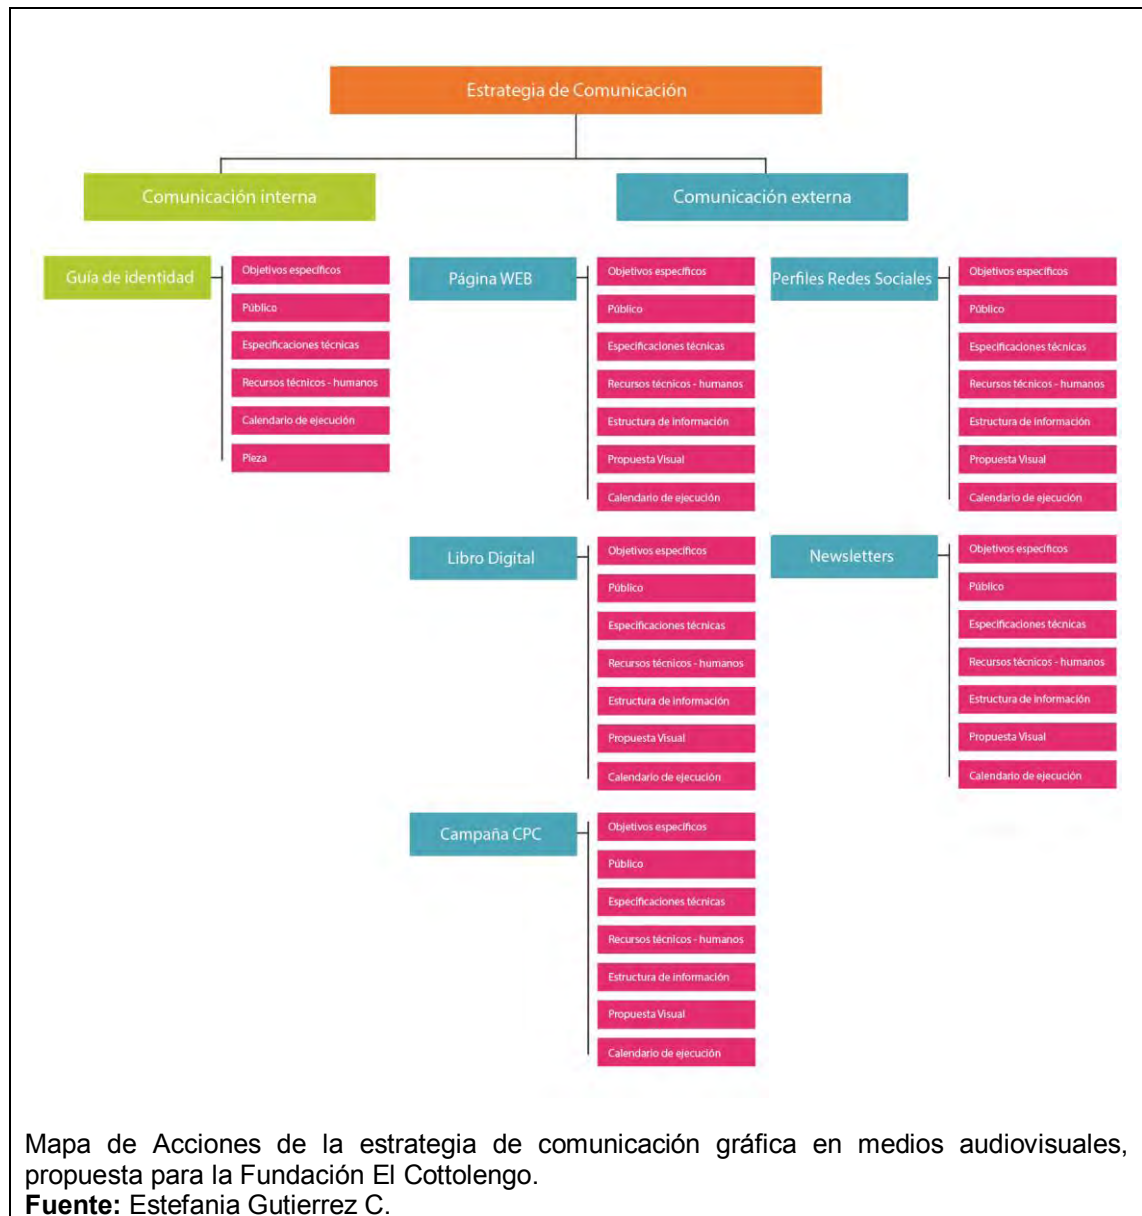 Estrategia de Comunicación
Comunicación interna
Comunicación externa
Guía de identidad
Objetivos específicos
Público
Especificaciones técnicas
Recursos técnicos - humanos
Calendario de ejecución
Pieza
Página WEB
Objetivos específicos
Público
Especificaciones técnicas
Recursos técnicos - humanos
Estructura de información
Propuesta Visual
Calendario de ejecución
Perfiles Redes Sociales
Objetivos específicos
Público
Especificaciones técnicas
Recursos técnicos - humanos
Estructura de información
Propuesta Visual
Calendario de ejecución
Libro Digital
Objetivos específicos
Público
Especificaciones técnicas
Recursos técnicos - humanos
Estructura de información
Propuesta Visual
Calendario de ejecución
Newsletters
Objetivos específicos
Público
Especificaciones técnicas
Recursos técnicos - humanos
Estructura de información
Propuesta Visual
Calendario de ejecución
Campaña CPC
Objetivos específicos
Público
Especificaciones técnicas
Recursos técnicos - humanos
Estructura de información
Propuesta Visual
Calendario de ejecución
Mapa de Acciones de la estrategia de comunicación gráfica en medios audiovisuales,
propuesta para la Fundación El Cottolengo.
Fuente: Estefania Gutierrez C.